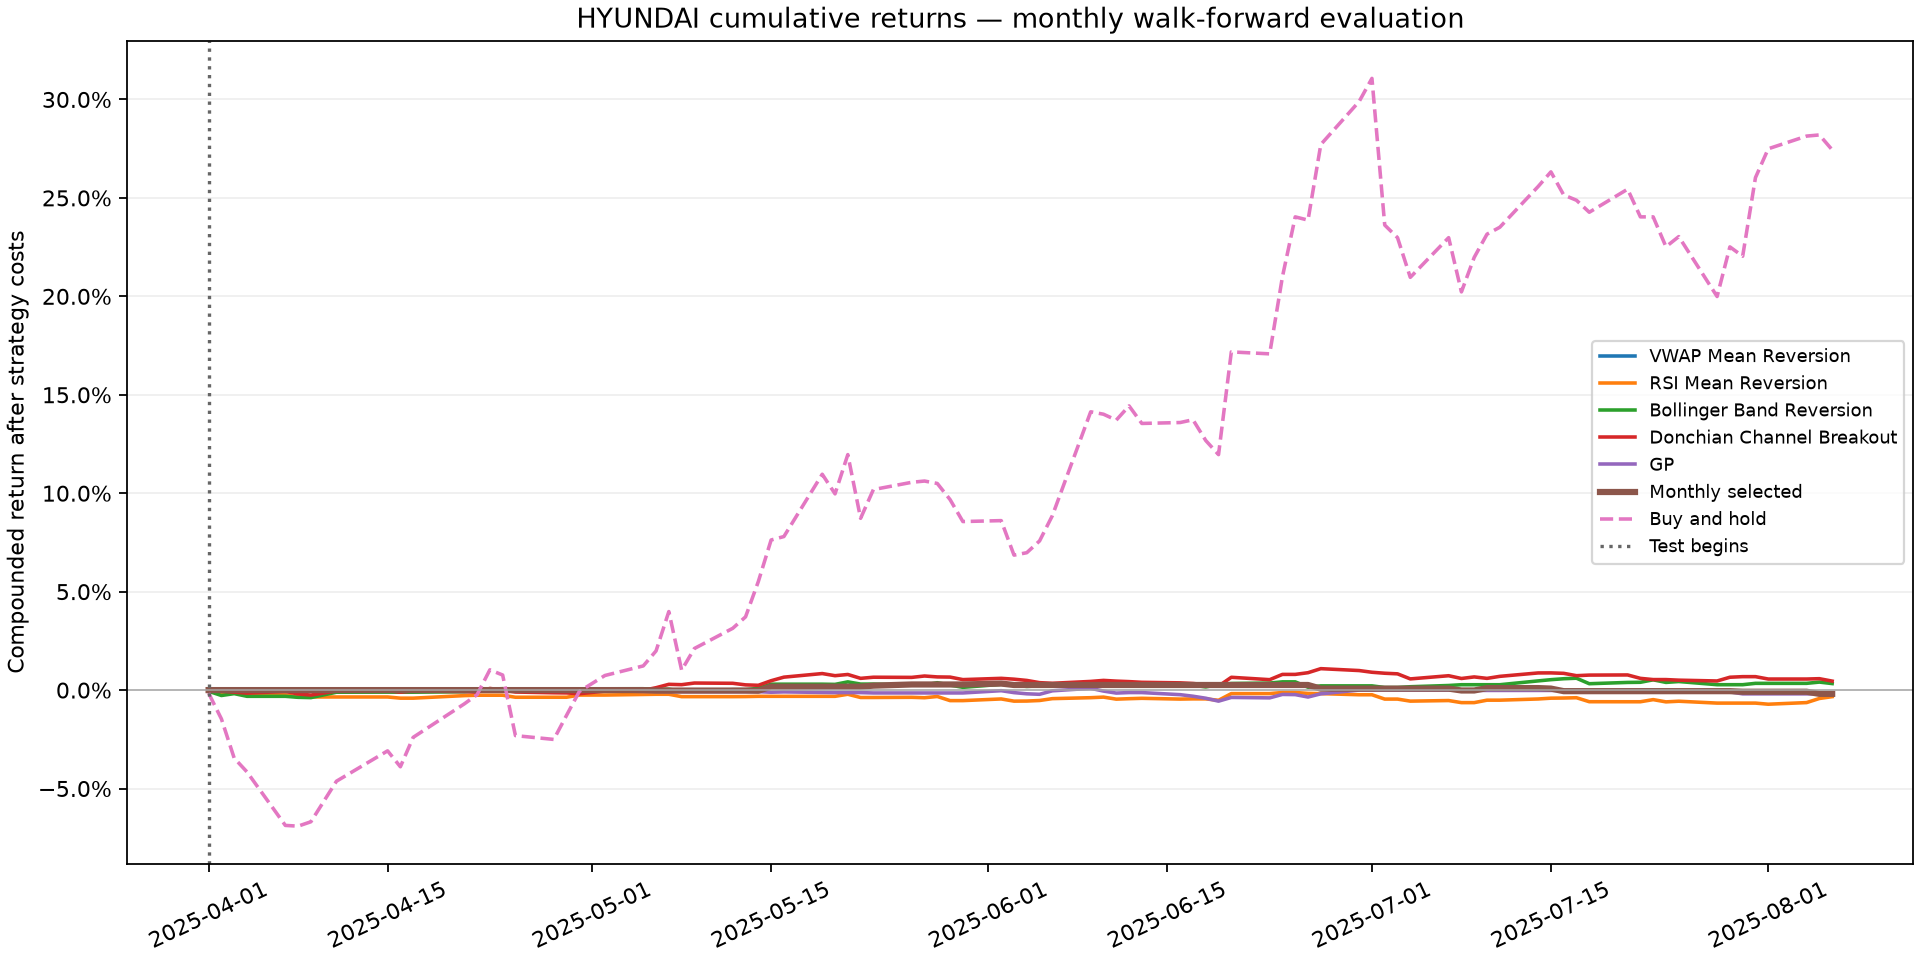 HYUNDAI cumulative returns — monthly walk-forward evaluation
Compounded return after strategy costs
30.0%
25.0%
20.0%
15.0%
10.0%
5.0%
0.0%
−5.0%
VWAP Mean Reversion
RSI Mean Reversion
Bollinger Band Reversion
Donchian Channel Breakout
GP
Monthly selected
Buy and hold
Test begins
2025-04-01
2025-04-15
2025-05-01
2025-05-15
2025-06-01
2025-06-15
2025-07-01
2025-07-15
2025-08-01